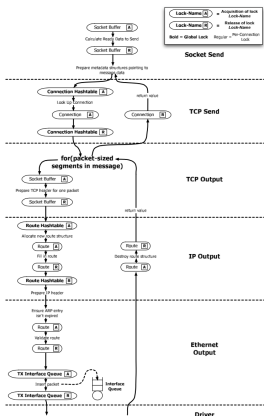 Lock-Name A = Acquisition of lock Lock-Name
Lock-Name R = Release of lock Lock-Name
Bold = Global Lock Regular = Per-Connection Lock
Socket Buffer A
Calculate Ready Data to Send
Socket Buffer R
Socket Send
Prepare metadata structures pointing to message data
Connection Hashtable A
return value
Look up Connection
Connection A
Connection R
TCP Send
Connection Hashtable R
for(packet-sized segments in message)
Socket Buffer A
Prepare TCP header for one packet
TCP Output
Socket Buffer R
return value
Route Hashtable A
Allocate new route structure
Route A
Route R
Fill in route
IP Output
Destroy route structure
Route R
Route A
Route Hashtable R
Prepare IP header
Ensure ARP entry isn't expired
Route A
Validate route
Route R
Ethernet Output
TX Interface Queue A
Insert packet
Interface Queue
TX Interface Queue R
Driver